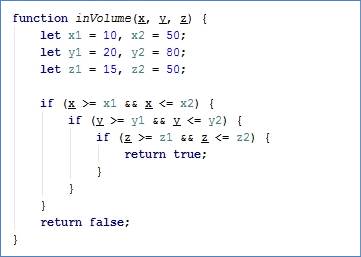 function inVolume(x, y, z) {
    let x1 = 10, x2 = 50;
    let y1 = 20, y2 = 80;
    let z1 = 15, z2 = 50;

    if (x >= x1 && x <= x2) {
        if (y >= y1 && y <= y2) {
            if (z >= z1 && z <= z2) {
                return true;
            }
        }
    }
    return false;
}